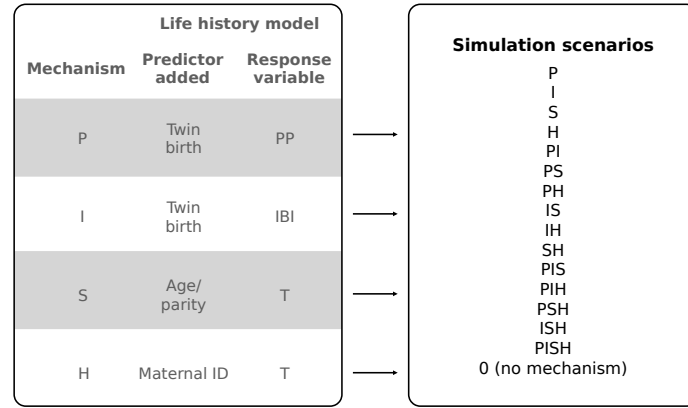 Life history model
Mechanism Predictor added Response variable
P Twin birth PP
I Twin birth IBI
S Age/ parity T
H Maternal ID T
Simulation scenarios
P
I
S
H
PI
PS
PH
IS
IH
SH
PIS
PIH
PSH
ISH
PISH
0 (no mechanism)